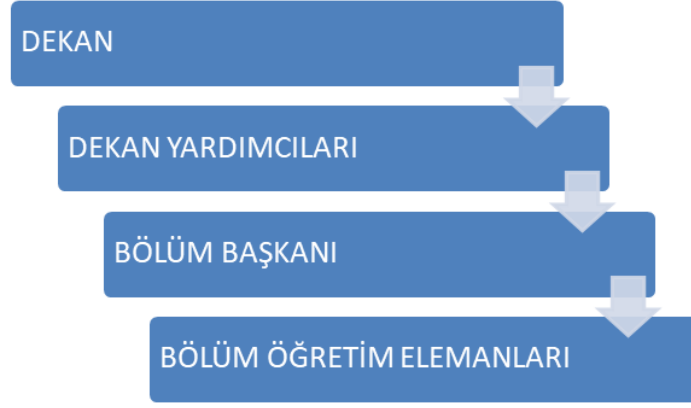 DEKAN
DEKAN YARDIMCILARI
BÖLÜM BAŞKANI
BÖLÜM ÖĞRETİM ELEMANLARI